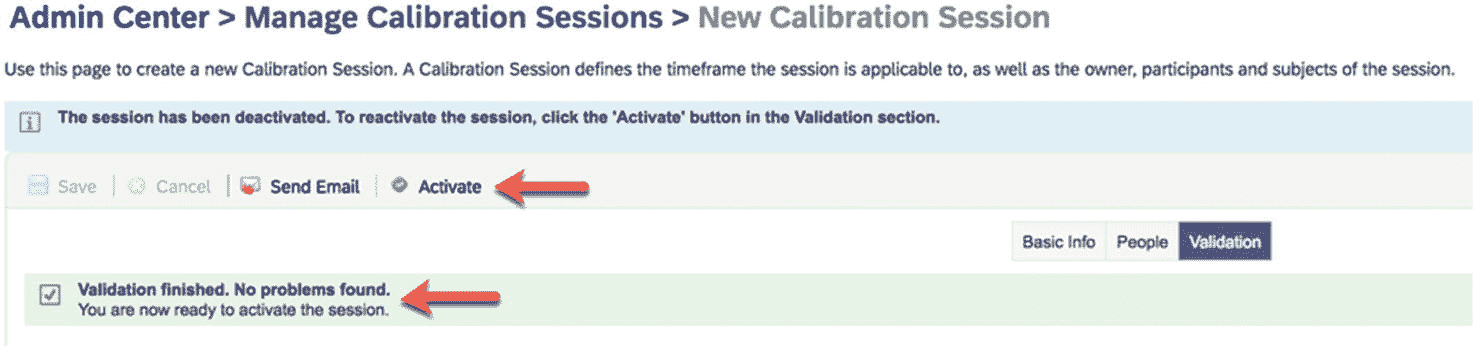 Admin Center > Manage Calibration Sessions > New Calibration Session
Use this page to create a new Calibration Session. A Calibration Session defines the timeframe the session is applicable to, as well as the owner, participants and subjects of the session.
The session has been deactivated. To reactivate the session, click the 'Activate' button in the Validation section.
Save Cancel Send Email Activate
Basic Info People Validation
Validation finished. No problems found.
You are now ready to activate the session.